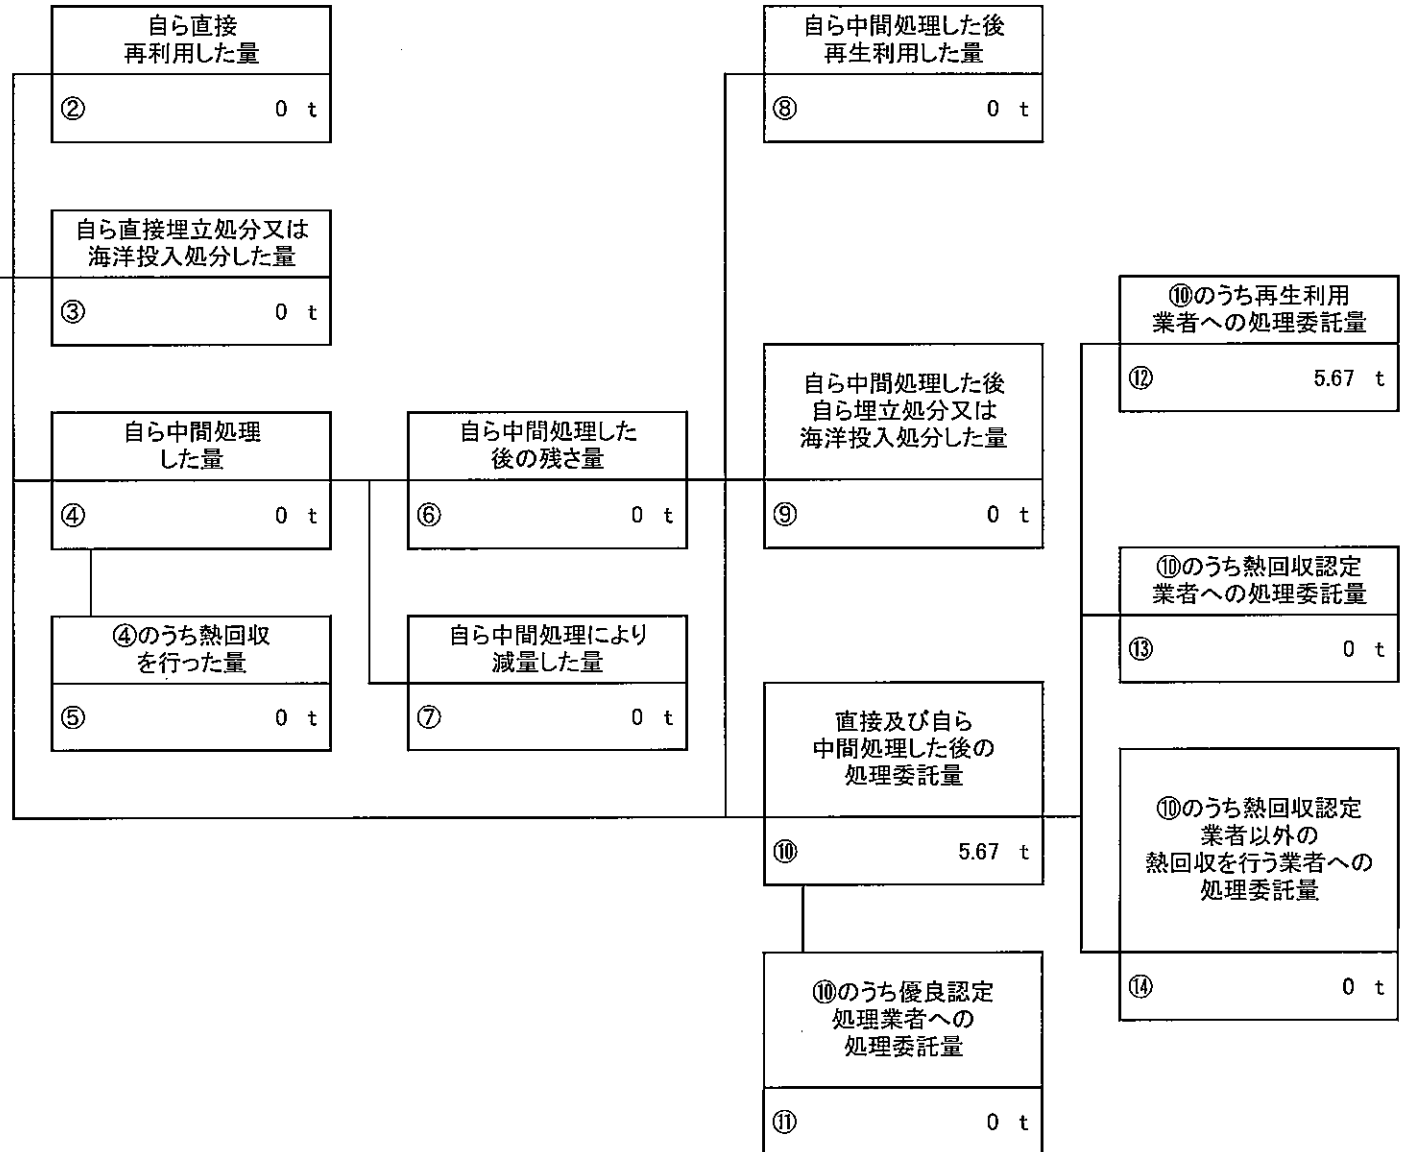 自ら直接
再利用した量
② 0 t
自ら直接埋立処分又は
海洋投入処分した量
③ 0 t
自ら中間処理
した量
④ 0 t
④のうち熱回収
を行った量
⑤ 0 t
自ら中間処理した
後の残さ量
⑥ 0 t
自ら中間処理により
減量した量
⑦ 0 t
自ら中間処理した後
再生利用した量
⑧ 0 t
自ら中間処理した後
自ら埋立処分又は
海洋投入処分した量
⑨ 0 t
直接及び自ら
中間処理した後の
処理委託量
⑩ 5.67 t
⑩のうち優良認定
処理業者への
処理委託量
⑪ 0 t
⑩のうち再生利用
業者への処理委託量
⑫ 5.67 t
⑩のうち熱回収認定
業者への処理委託量
⑬ 0 t
⑩のうち熱回収認定
業者以外の
熱回収を行う業者への
処理委託量
⑭ 0 t